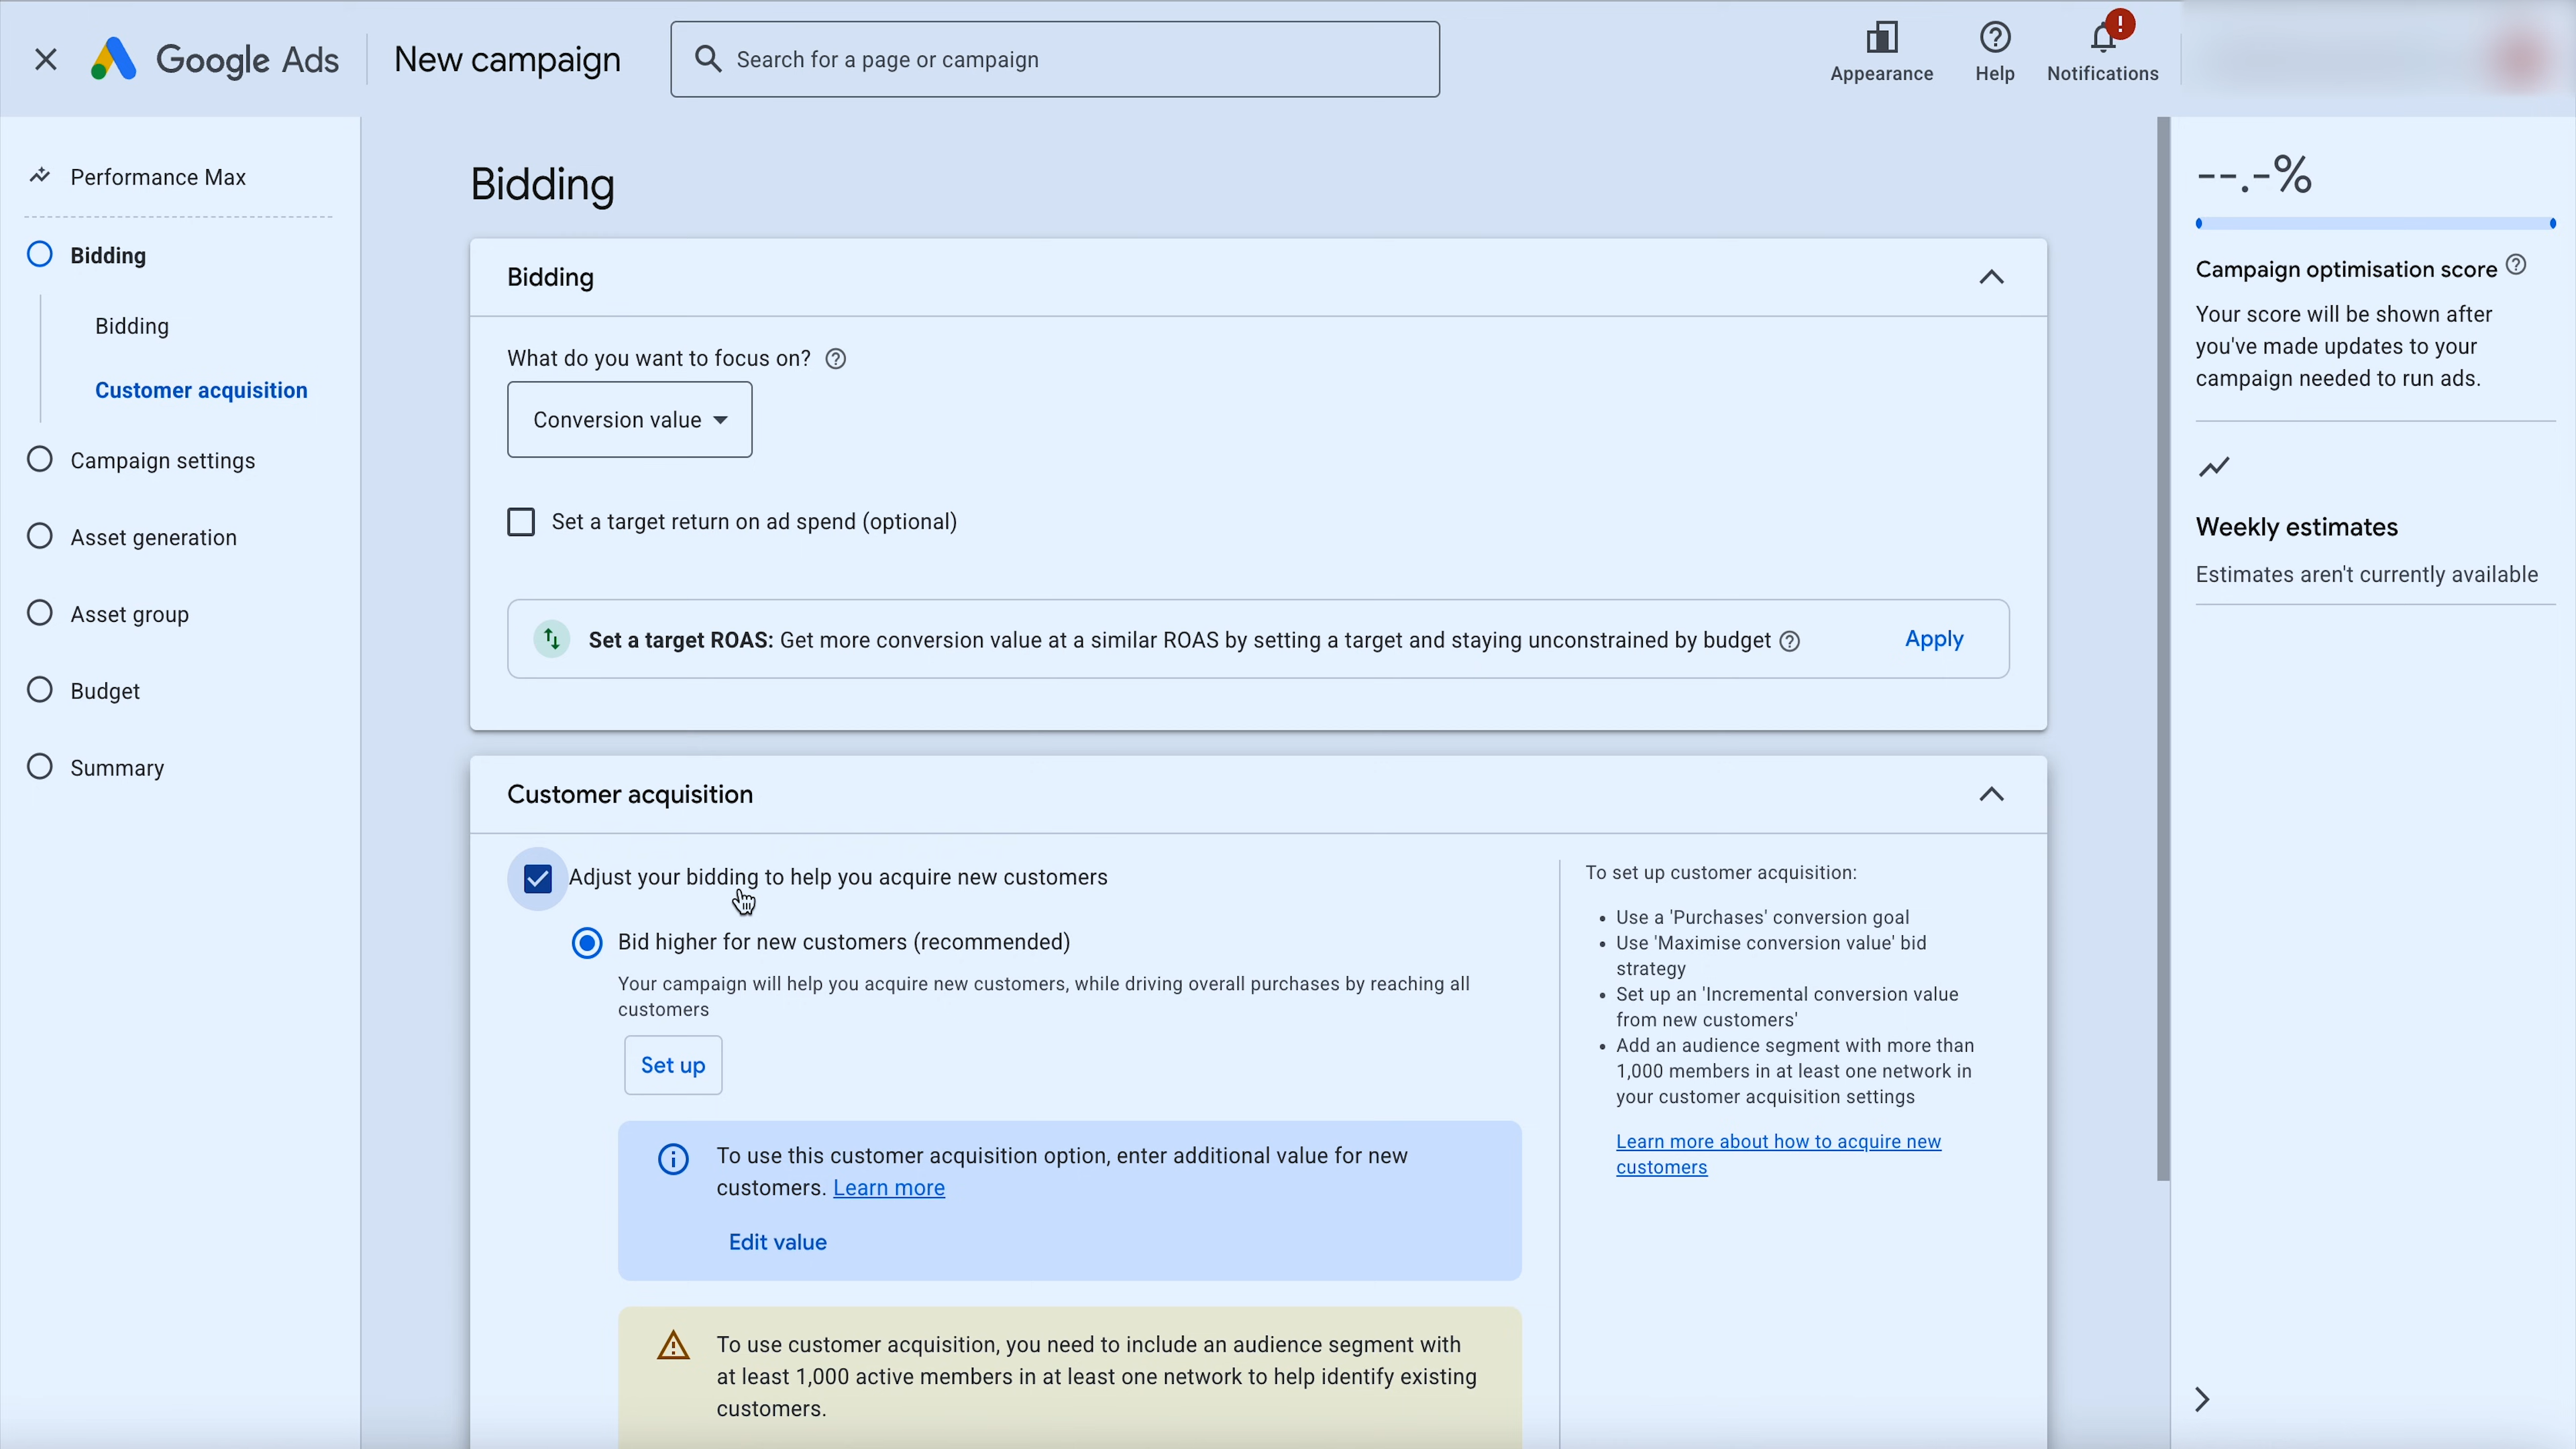 Google Ads
New campaign
Search for a page or campaign
Appearance
Help
!
Notifications
Performance Max
Bidding
Bidding
Customer acquisition
Campaign settings
Asset generation
Asset group
Budget
Summary
Bidding
Bidding
What do you want to focus on?
Conversion value
Set a target return on ad spend (optional)
Set a target ROAS: Get more conversion value at a similar ROAS by setting a target and staying unconstrained by budget
Apply
Customer acquisition
Adjust your bidding to help you acquire new customers
Bid higher for new customers (recommended)
Your campaign will help you acquire new customers, while driving overall purchases by reaching all
customers
Set up
To use this customer acquisition option, enter additional value for new
customers. Learn more
Edit value
To use customer acquisition, you need to include an audience segment with
at least 1,000 active members in at least one network to help identify existing
customers.
To set up customer acquisition:
• Use a 'Purchases' conversion goal
• Use 'Maximise conversion value' bid
strategy
• Set up an 'Incremental conversion value
from new customers'
• Add an audience segment with more than
1,000 members in at least one network in
your customer acquisition settings
Learn more about how to acquire new
customers
--.-%
Campaign optimisation score
Your score will be shown after
you've made updates to your
campaign needed to run ads.
Weekly estimates
Estimates aren't currently available